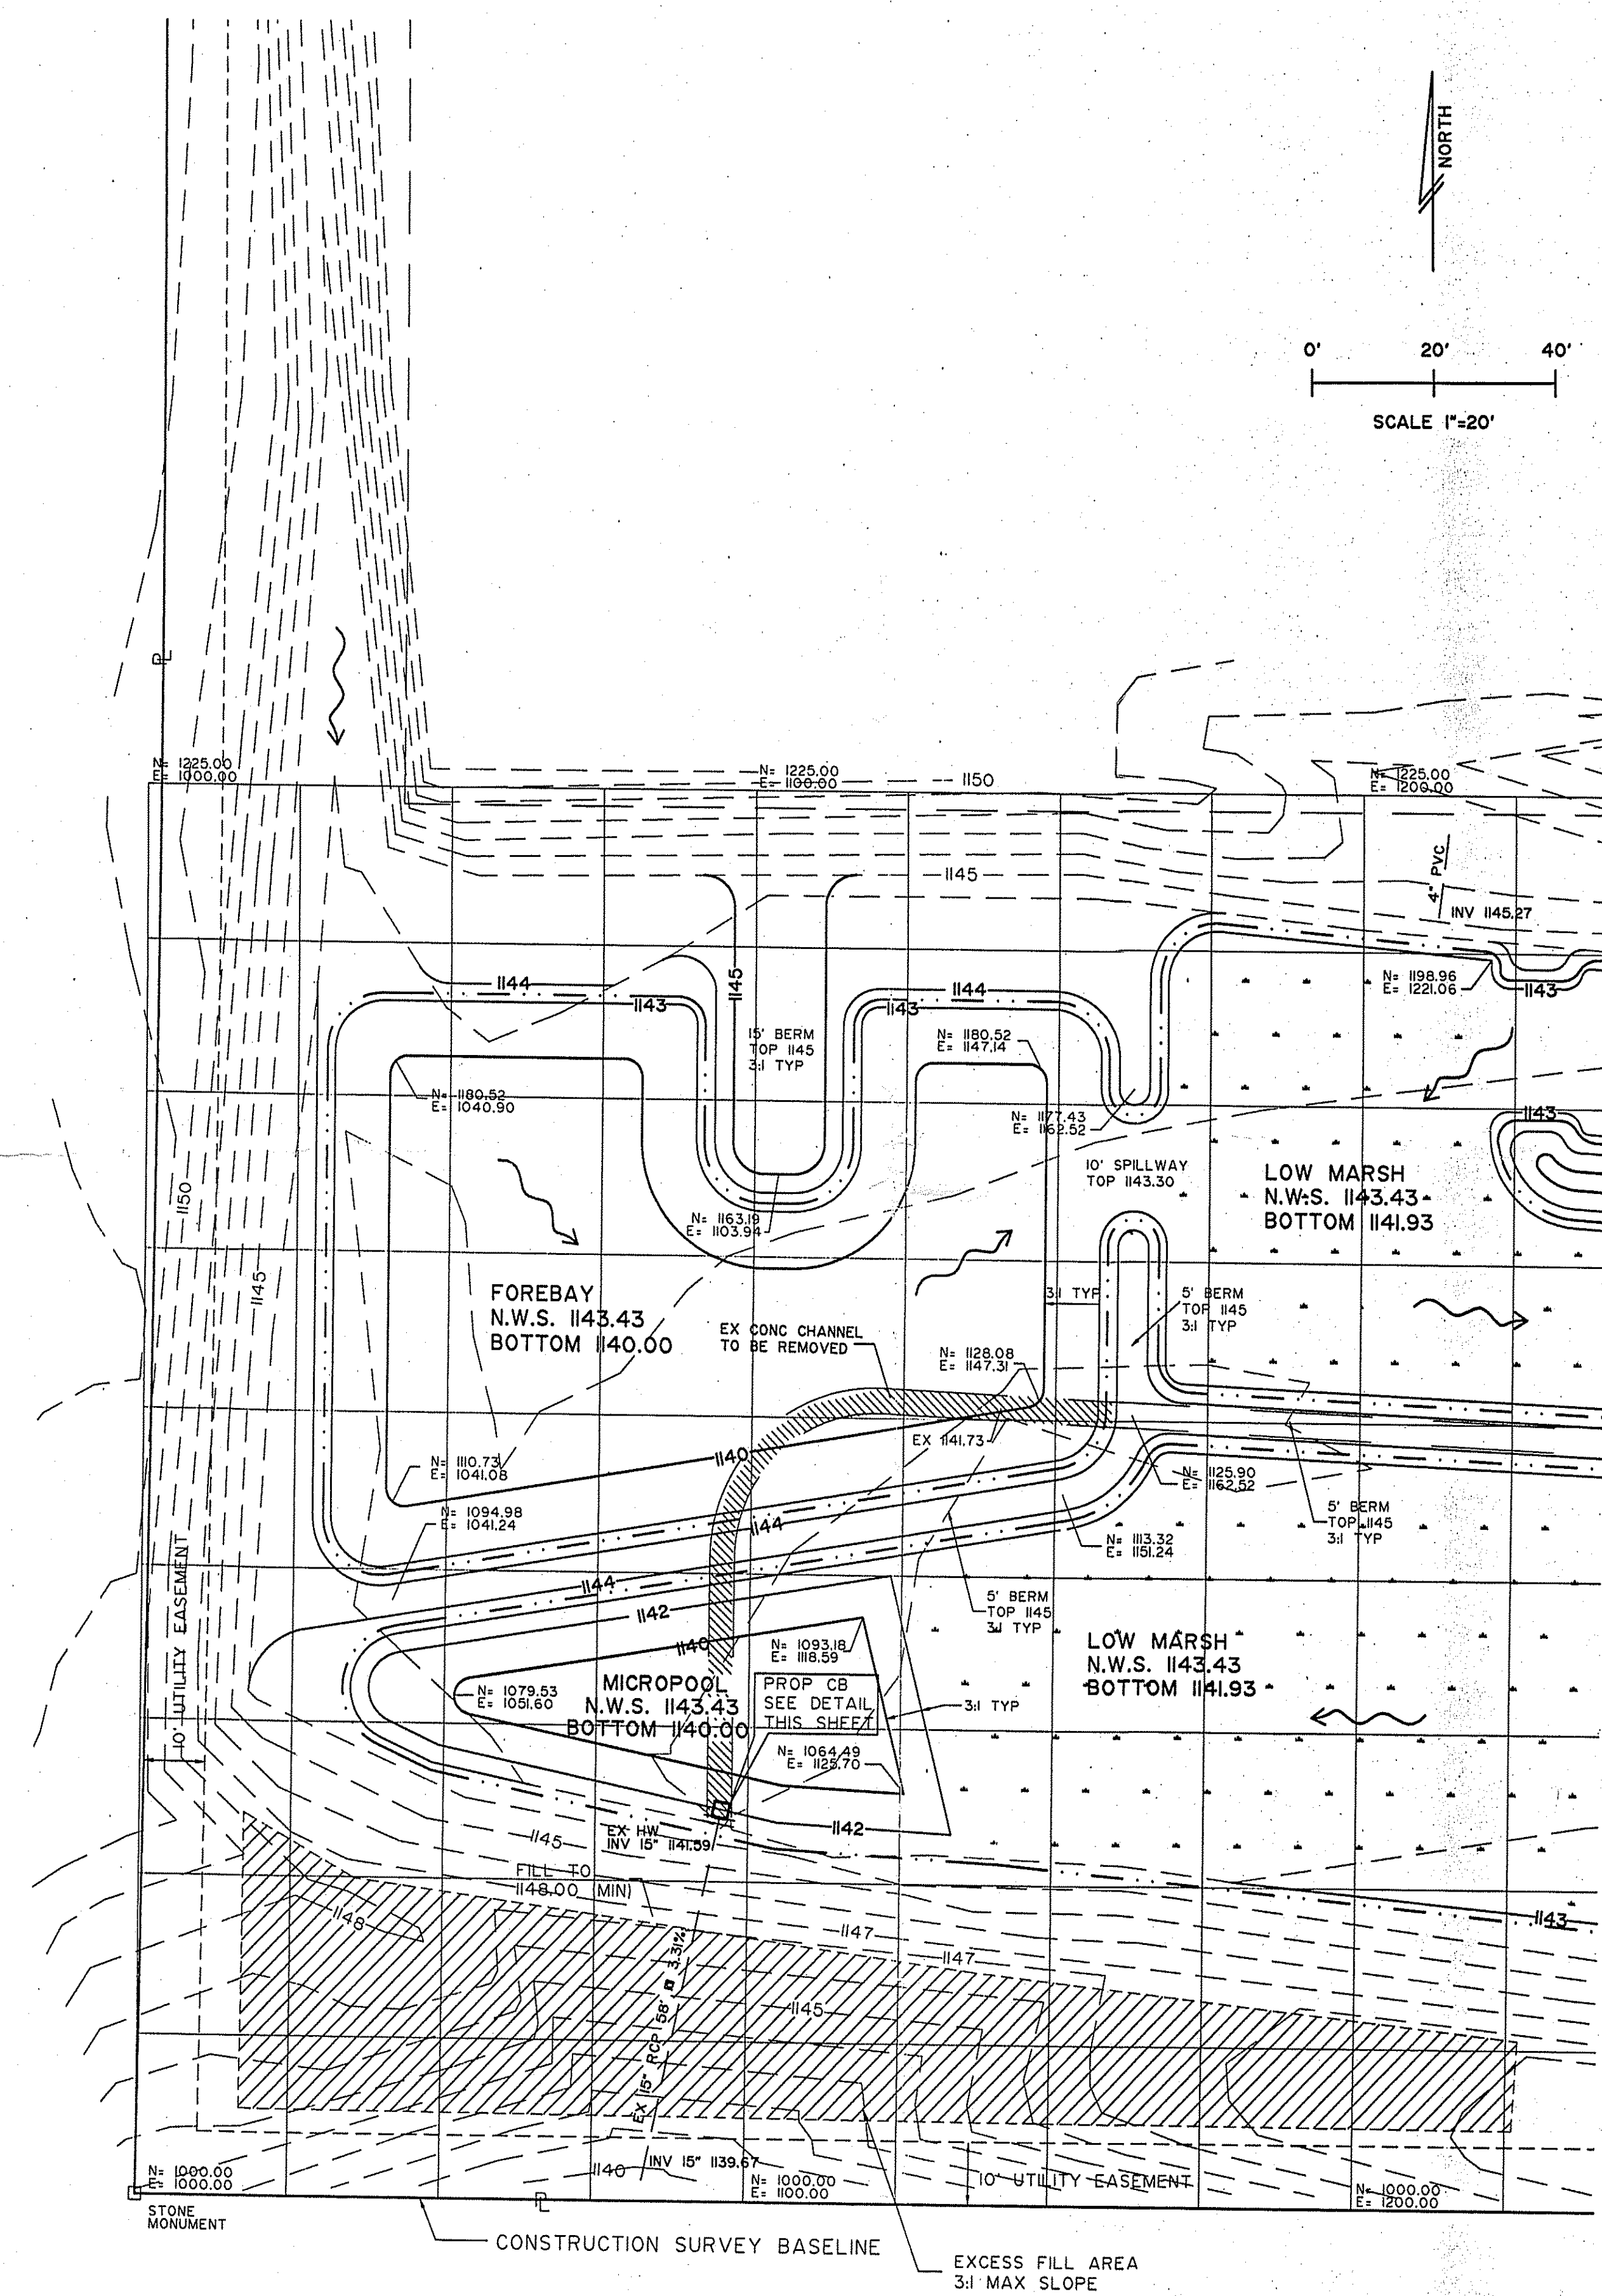 NORTH
0' 20' 40'
SCALE 1"=20'
PL
N= 1225.00
E= 1000.00
N= 1225.00
E= 1100.00
1150
N= 1225.00
E= 1200.00
1145
4" PVC
INV 1145.27
N= 1198.96
E= 1221.06
1143
1144
1143
1145
1144
1143
15' BERM
TOP 1145
3:1 TYP
N= 1180.52
E= 1147.14
N= 1180.52
E= 1040.90
N= 1177.43
E= 1162.52
1143
10' SPILLWAY
TOP 1143.30
LOW MARSH
N.W.S. 1143.43
BOTTOM 1141.93
1150
N= 1163.19
E= 1103.94
1145
FOREBAY
N.W.S. 1143.43
BOTTOM 1140.00
3:1 TYP
5' BERM
TOP 1145
3:1 TYP
EX CONC CHANNEL
TO BE REMOVED
N= 1128.08
E= 1147.31
EX 1141.73
1140
N= 1110.73
E= 1041.08
N= 1125.90
E= 1162.52
N= 1094.98
E= 1041.24
1144
5' BERM
TOP 1145
3:1 TYP
N= 1113.32
E= 1151.24
10' UTILITY EASEMENT
1144
1142
5' BERM
TOP 1145
3:1 TYP
1140
N= 1093.18
E= 1118.59
LOW MARSH
N.W.S. 1143.43
BOTTOM 1141.93
N= 1079.53
E= 1051.60
MICROPOOL
N.W.S. 1143.43
BOTTOM 1140.00
PROP CB
SEE DETAIL
THIS SHEET
3:1 TYP
N= 1064.49
E= 1125.70
1142
1145
EX HW
INV 15" 1141.59
FILL TO
1148.00 (MIN)
1148
1147
1147
1143
1145
EX 15" RCP 58' @ 3.31%
INV 15" 1139.67
1140
N= 1000.00
E= 1000.00
N= 1000.00
E= 1100.00
10' UTILITY EASEMENT
N= 1000.00
E= 1200.00
STONE
MONUMENT
PL
CONSTRUCTION SURVEY BASELINE
EXCESS FILL AREA
3:1 MAX SLOPE